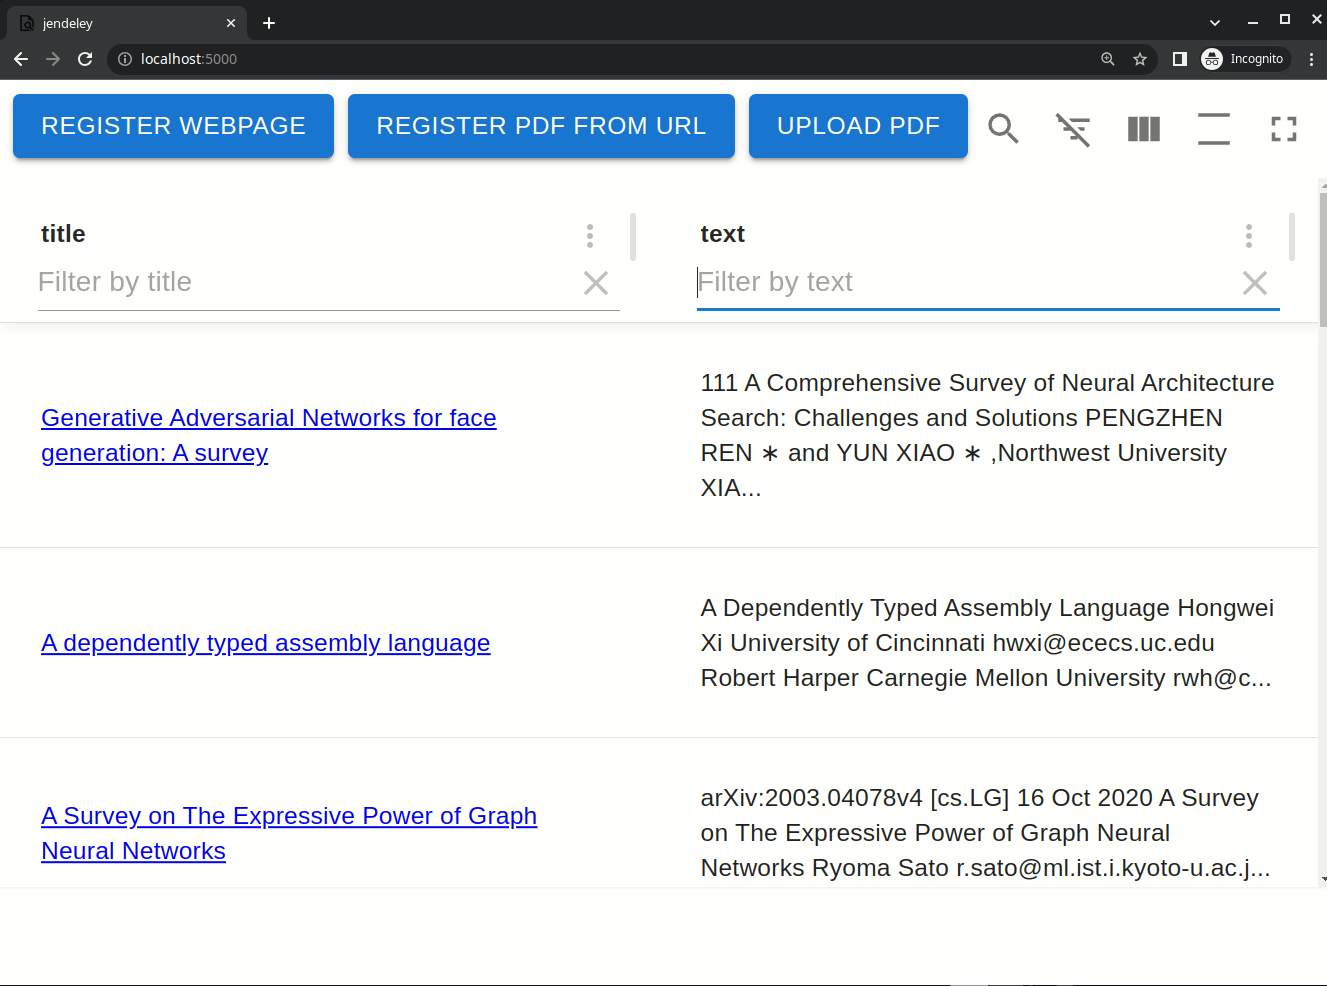 jendeley
localhost:5000
Incognito
REGISTER WEBPAGE
REGISTER PDF FROM URL
UPLOAD PDF
title
text
Filter by title
Filter by text
Generative Adversarial Networks for face
generation: A survey
111 A Comprehensive Survey of Neural Architecture
Search: Challenges and Solutions PENGZHEN
REN ∗ and YUN XIAO ∗ ,Northwest University
XIA...
A dependently typed assembly language
A Dependently Typed Assembly Language Hongwei
Xi University of Cincinnati hwxi@ececs.uc.edu
Robert Harper Carnegie Mellon University rwh@c...
A Survey on The Expressive Power of Graph
Neural Networks
arXiv:2003.04078v4 [cs.LG] 16 Oct 2020 A Survey
on The Expressive Power of Graph Neural
Networks Ryoma Sato r.sato@ml.ist.i.kyoto-u.ac.j...